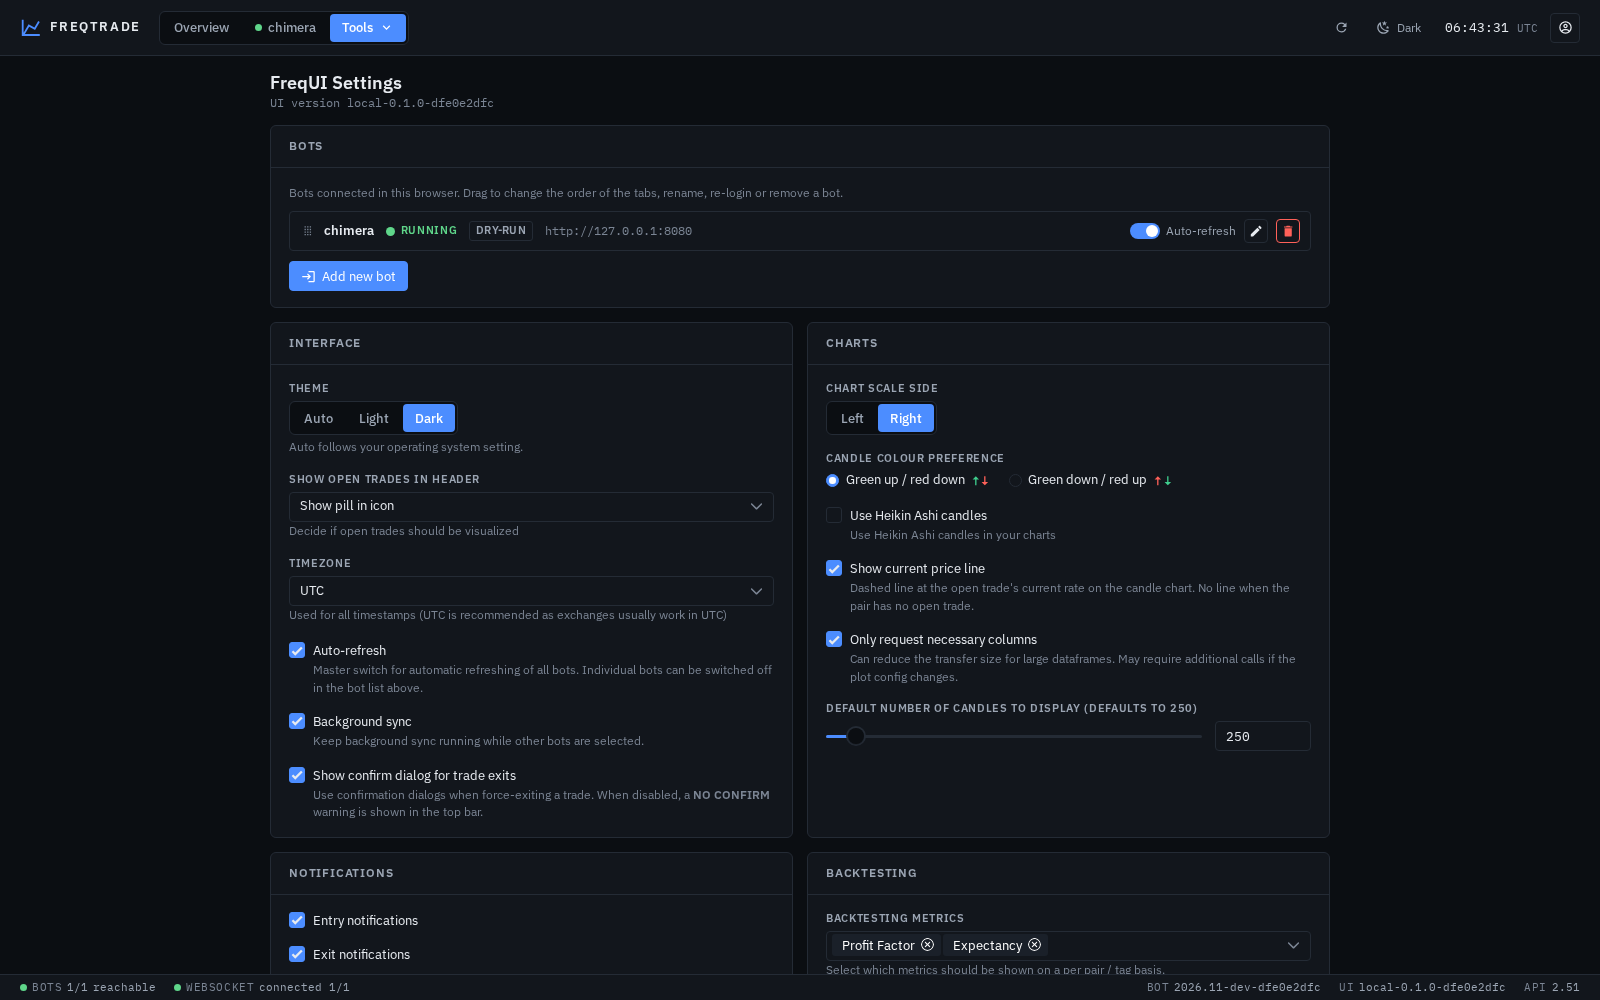 FREQTRADE
Overview
chimera
Tools
Dark
06:43:31 UTC
FreqUI Settings
UI version local-0.1.0-dfe0e2dfc
BOTS
Bots connected in this browser. Drag to change the order of the tabs, rename, re-login or remove a bot.
chimera RUNNING DRY-RUN http://127.0.0.1:8080 Auto-refresh
Add new bot
INTERFACE
THEME
Auto Light Dark
Auto follows your operating system setting.
SHOW OPEN TRADES IN HEADER
Show pill in icon
Decide if open trades should be visualized
TIMEZONE
UTC
Used for all timestamps (UTC is recommended as exchanges usually work in UTC)
Auto-refresh
Master switch for automatic refreshing of all bots. Individual bots can be switched off
in the bot list above.
Background sync
Keep background sync running while other bots are selected.
Show confirm dialog for trade exits
Use confirmation dialogs when force-exiting a trade. When disabled, a NO CONFIRM
warning is shown in the top bar.
CHARTS
CHART SCALE SIDE
Left Right
CANDLE COLOUR PREFERENCE
Green up / red down Green down / red up
Use Heikin Ashi candles
Use Heikin Ashi candles in your charts
Show current price line
Dashed line at the open trade's current rate on the candle chart. No line when the
pair has no open trade.
Only request necessary columns
Can reduce the transfer size for large dataframes. May require additional calls if the
plot config changes.
DEFAULT NUMBER OF CANDLES TO DISPLAY (DEFAULTS TO 250)
250
NOTIFICATIONS
Entry notifications
Exit notifications
BACKTESTING
BACKTESTING METRICS
Profit Factor Expectancy
Select which metrics should be shown on a per pair / tag basis.
BOTS 1/1 reachable WEBSOCKET connected 1/1
BOT 2026.11-dev-dfe0e2dfc UI local-0.1.0-dfe0e2dfc API 2.51